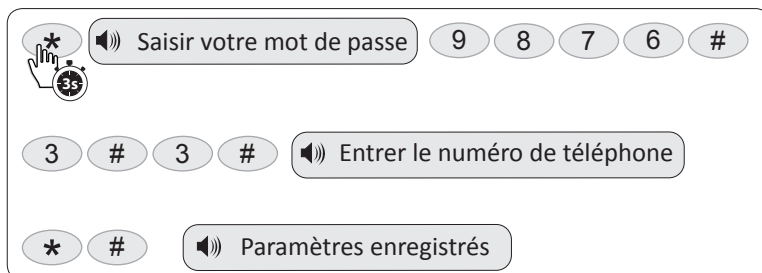 * Saisir votre mot de passe 9 8 7 6 #
3s
3 # 3 # Entrer le numéro de téléphone
* # Paramètres enregistrés